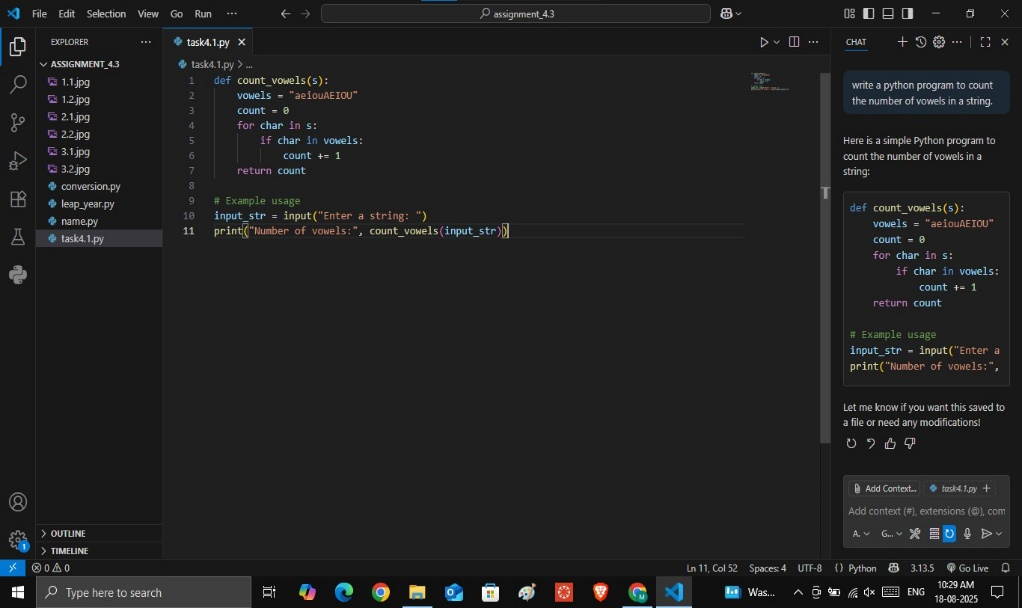 File Edit Selection View Go Run ··· assignment_4.3
EXPLORER ···
ASSIGNMENT_4.3
1.1.jpg
1.2.jpg
2.1.jpg
2.2.jpg
3.1.jpg
3.2.jpg
conversion.py
leap_year.py
name.py
task4.1.py
OUTLINE
TIMELINE
task4.1.py
task4.1.py > ...
1 def count_vowels(s):
2 vowels = "aeiouAEIOU"
3 count = 0
4 for char in s:
5 if char in vowels:
6 count += 1
7 return count
8
9 # Example usage
10 input_str = input("Enter a string: ")
11 print("Number of vowels:", count_vowels(input_str))
CHAT
write a python program to count
the number of vowels in a string.
Here is a simple Python program to
count the number of vowels in a
string:
def count_vowels(s):
vowels = "aeiouAEIOU"
count = 0
for char in s:
if char in vowels:
count += 1
return count
# Example usage
input_str = input("Enter a
print("Number of vowels:",
Let me know if you want this saved to
a file or need any modifications!
Add Context... task4.1.py +
Add context (#), extensions (@), com
A. G...
1
0 0 Ln 11, Col 52 Spaces: 4 UTF-8 {} Python 3.13.5 Go Live
Type here to search Was... ENG 10:29 AM
18-08-2025